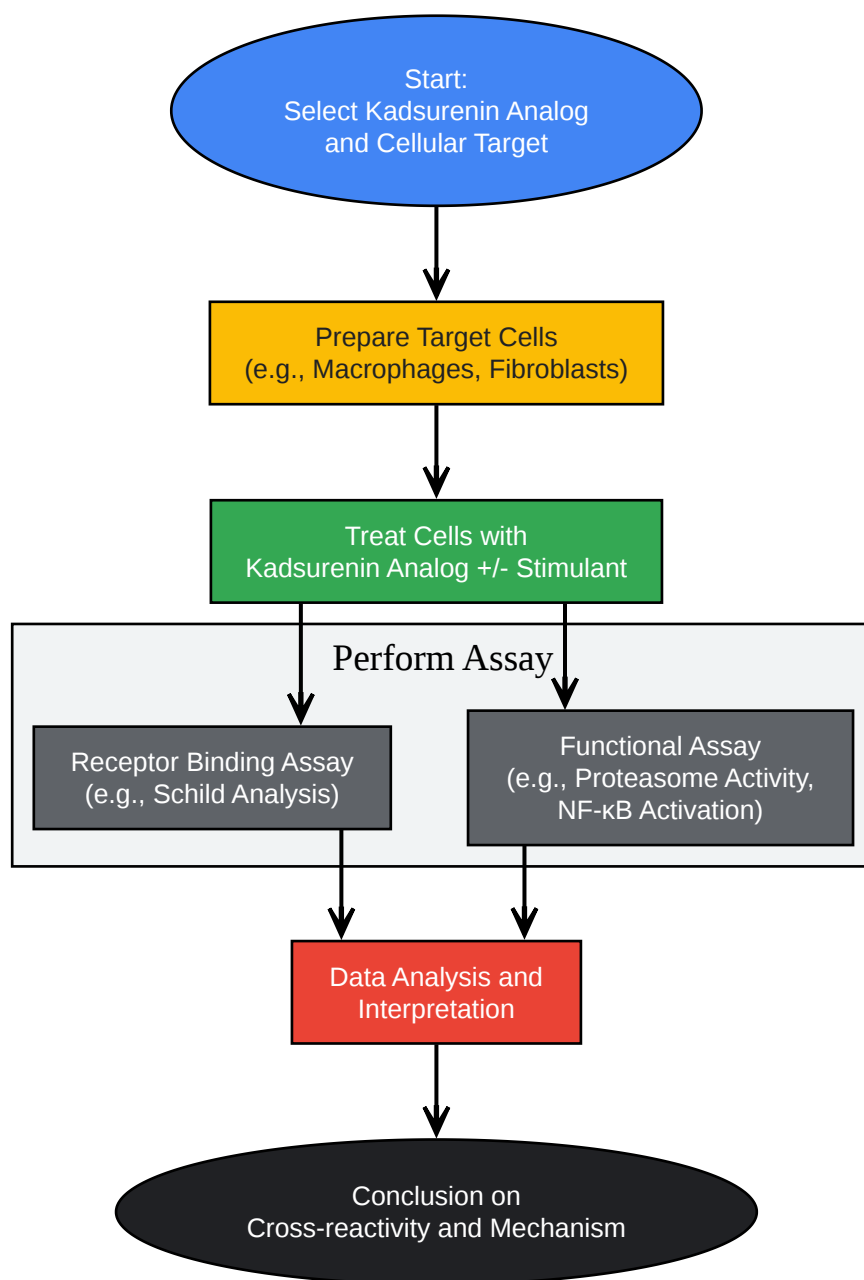 Start:
Select Kadsurenin Analog
and Cellular Target
Prepare Target Cells
(e.g., Macrophages, Fibroblasts)
Treat Cells with
Kadsurenin Analog +/- Stimulant
Perform Assay
Receptor Binding Assay
(e.g., Schild Analysis)
Functional Assay
(e.g., Proteasome Activity,
NF-κB Activation)
Data Analysis and
Interpretation
Conclusion on
Cross-reactivity and Mechanism